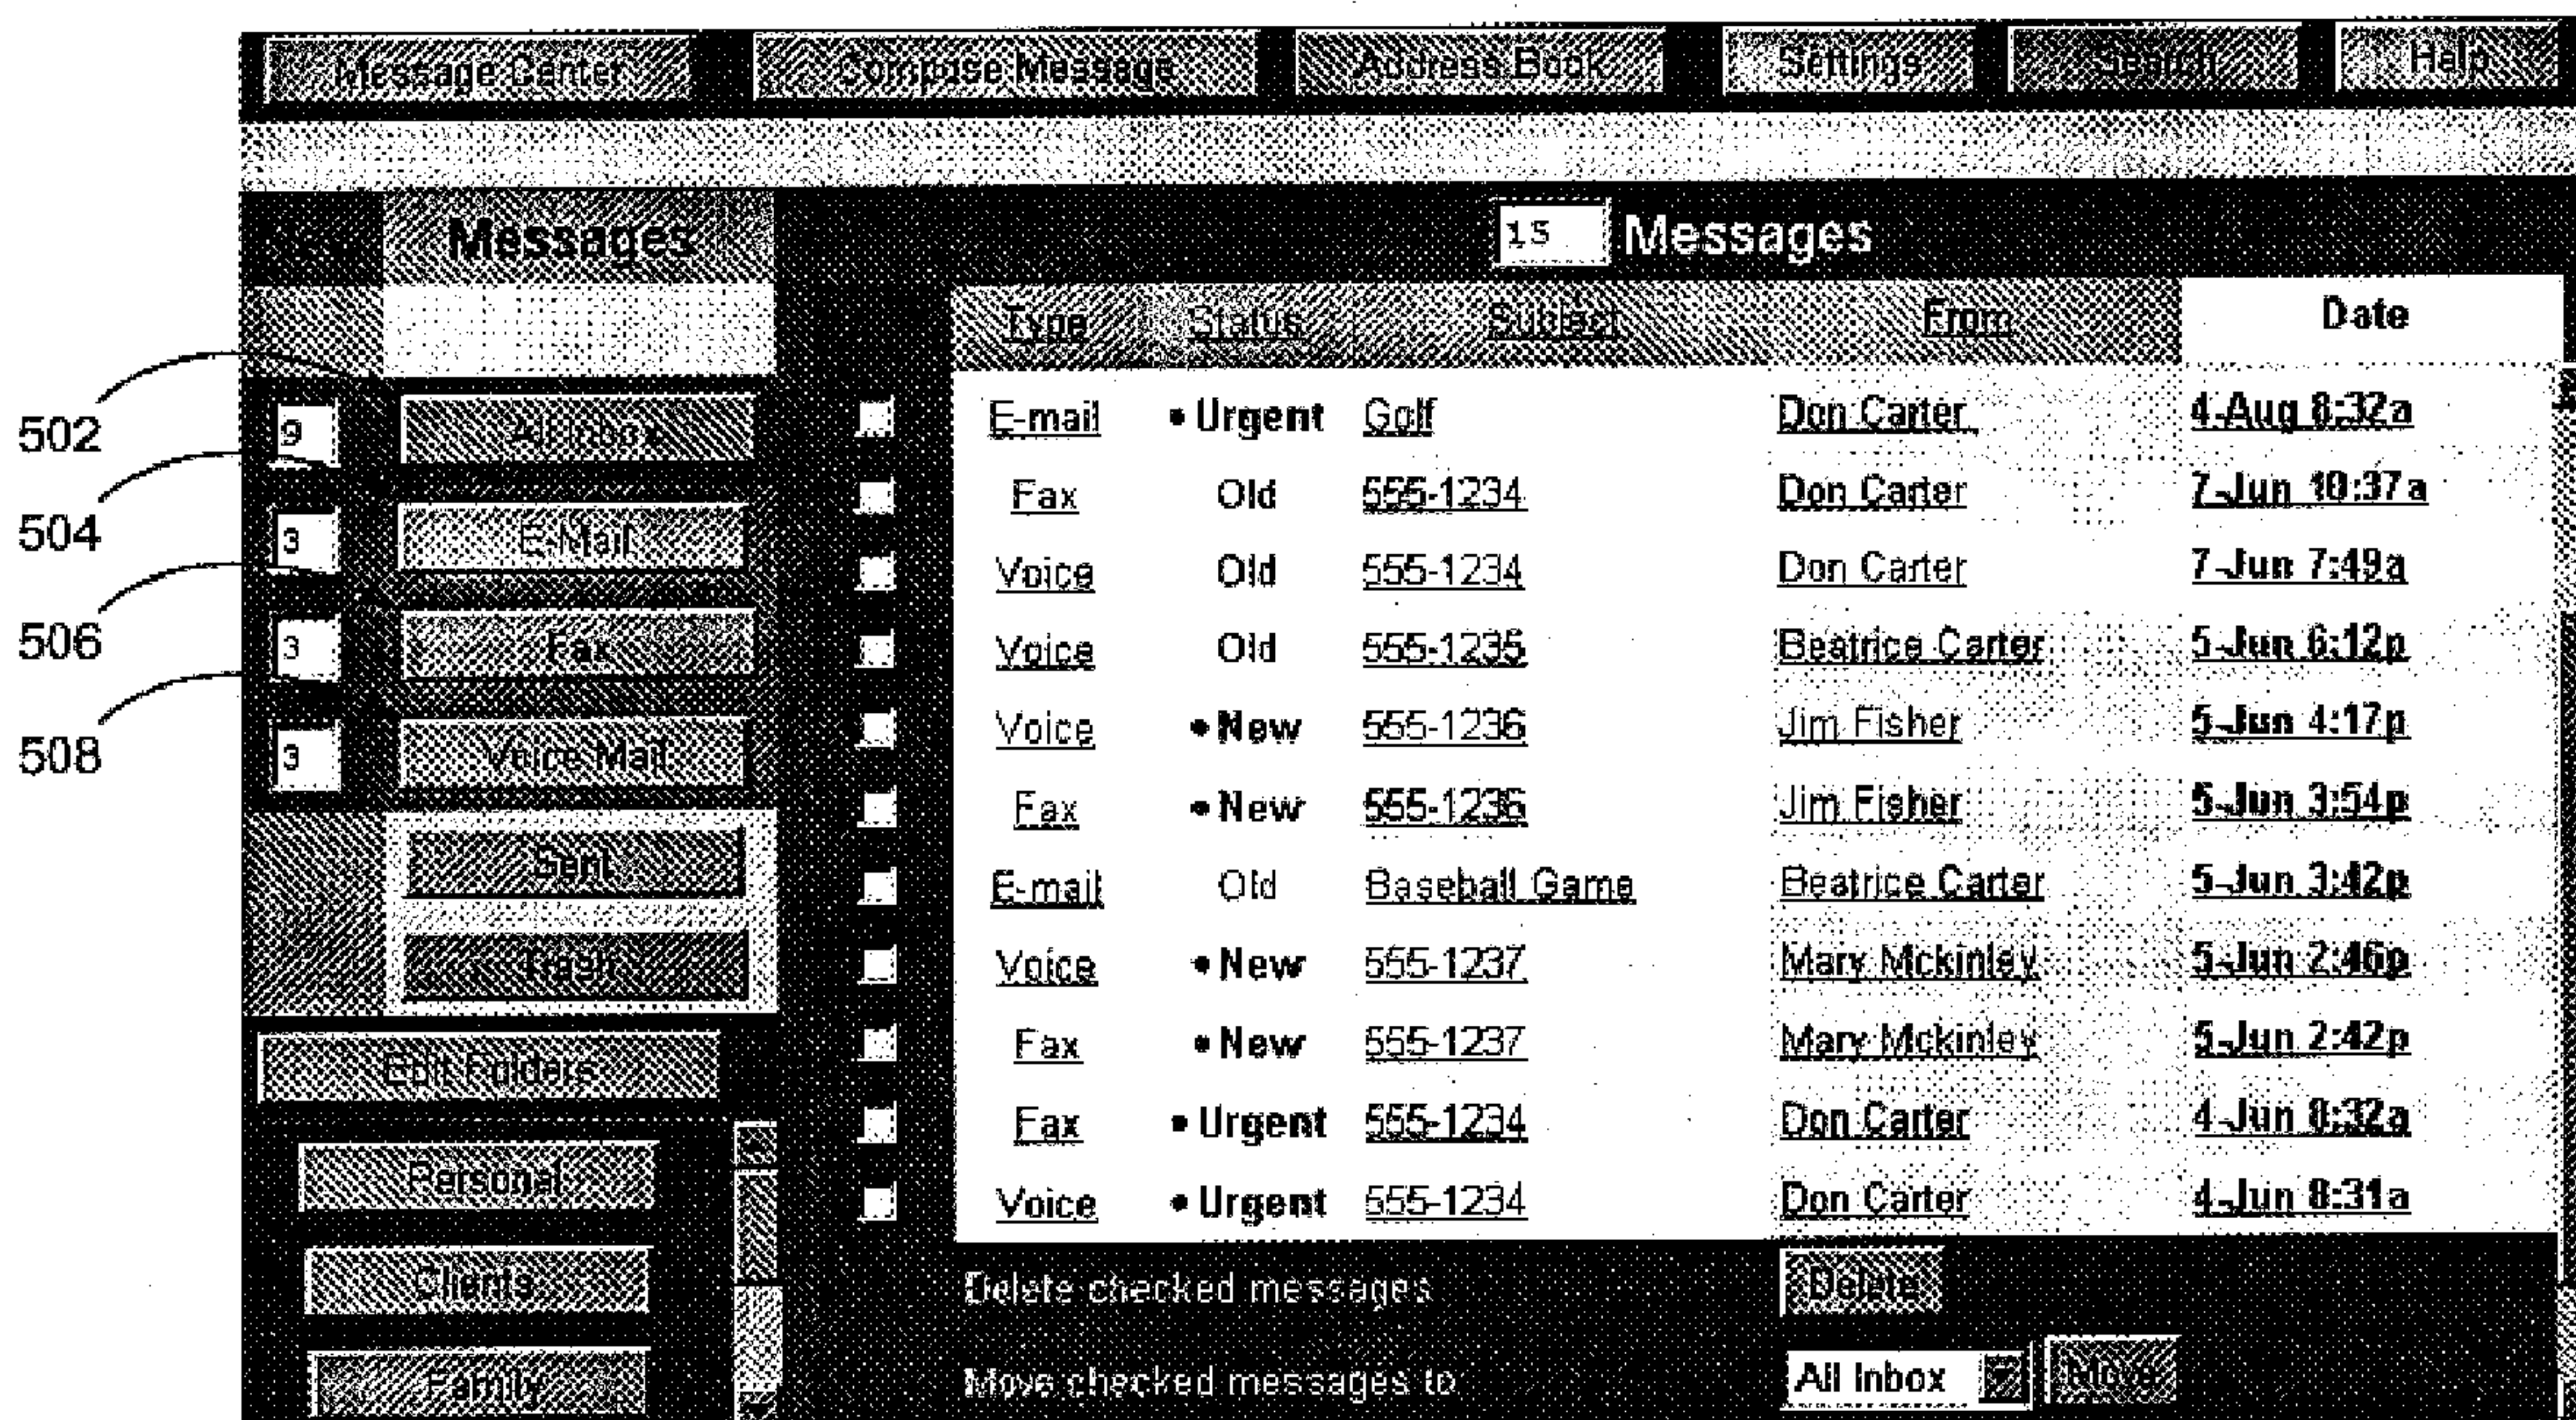 Message Center Compose Message Address Book Settings Search Help
Messages
15 Messages
Type Status Subject From Date
502
504
506
508
9 All Inbox
3 E-Mail
3 Fax
3 Voice Mail
Sent
Trash
Edit Folders
Personal
Clients
Family
E-mail • Urgent Golf Don Carter 4-Aug 8:32a
Fax Old 555-1234 Don Carter 7-Jun 10:37a
Voice Old 555-1234 Don Carter 7-Jun 7:49a
Voice Old 555-1235 Beatrice Carter 5-Jun 6:12p
Voice • New 555-1236 Jim Fisher 5-Jun 4:17p
Fax • New 555-1236 Jim Fisher 5-Jun 3:54p
E-mail Old Baseball Game Beatrice Carter 5-Jun 3:42p
Voice • New 555-1237 Mary Mckinley 5-Jun 2:46p
Fax • New 555-1237 Mary Mckinley 5-Jun 2:42p
Fax • Urgent 555-1234 Don Carter 4-Jun 8:32a
Voice • Urgent 555-1234 Don Carter 4-Jun 8:31a
Delete checked messages Delete
Move checked messages to All Inbox Move